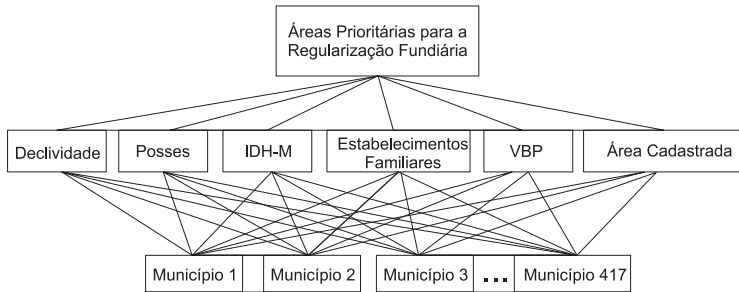 Áreas Prioritárias para a
Regularização Fundiária
Declividade
Posses
IDH-M
Estabelecimentos
Familiares
VBP
Área Cadastrada
Município 1
Município 2
Município 3
...
Município 417